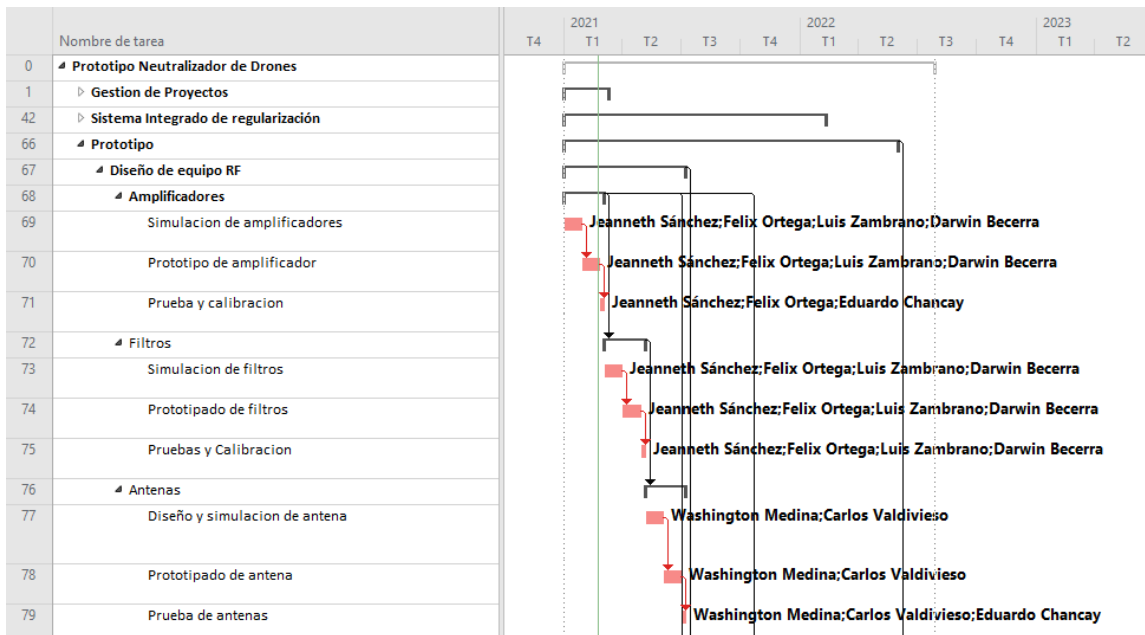 2021 2022 2023
Nombre de tarea T4 T1 T2 T3 T4 T1 T2 T3 T4 T1 T2
0 Prototipo Neutralizador de Drones
1 Gestion de Proyectos
42 Sistema Integrado de regularización
66 Prototipo
67 Diseño de equipo RF
68 Amplificadores
69 Simulacion de amplificadores Jeanneth Sánchez;Felix Ortega;Luis Zambrano;Darwin Becerra
70 Prototipo de amplificador Jeanneth Sánchez;Felix Ortega;Luis Zambrano;Darwin Becerra
71 Prueba y calibracion Jeanneth Sánchez;Felix Ortega;Eduardo Chancay
72 Filtros
73 Simulacion de filtros Jeanneth Sánchez;Felix Ortega;Luis Zambrano;Darwin Becerra
74 Prototipado de filtros Jeanneth Sánchez;Felix Ortega;Luis Zambrano;Darwin Becerra
75 Pruebas y Calibracion Jeanneth Sánchez;Felix Ortega;Luis Zambrano;Darwin Becerra
76 Antenas
77 Diseño y simulacion de antena Washington Medina;Carlos Valdivieso
78 Prototipado de antena Washington Medina;Carlos Valdivieso
79 Prueba de antenas Washington Medina;Carlos Valdivieso;Eduardo Chancay